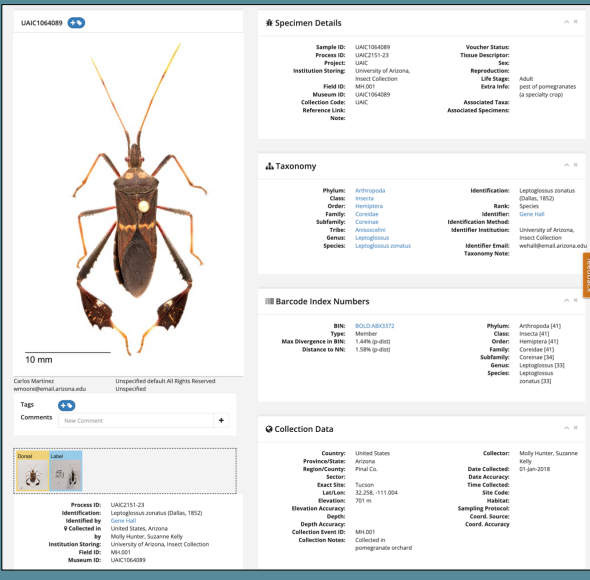 UAIC1064089
10 mm
Carlos Martinez
wmoore@email.arizona.edu
Unspecified default All Rights Reserved
Unspecified
Tags
Comments New Comment +
Dorsal Label
Process ID: UAIC2151-23
Identification: Leptoglossus zonatus (Dallas, 1852)
Identified by Gene Hall
Collected in United States, Arizona
by Molly Hunter, Suzanne Kelly
Institution Storing: University of Arizona, Insect Collection
Field ID: MH.001
Museum ID: UAIC1064089
Specimen Details
Sample ID: UAIC1064089
Process ID: UAIC2151-23
Project: UAIC
Institution Storing: University of Arizona,
Insect Collection
Field ID: MH.001
Museum ID: UAIC1064089
Collection Code: UAIC
Reference Link:
Note:
Voucher Status:
Tissue Descriptor:
Sex:
Reproduction:
Life Stage: Adult
Extra Info: pest of pomegranates
(a specialty crop)
Associated Taxa:
Associated Specimens:
Taxonomy
Phylum: Arthropoda
Class: Insecta
Order: Hemiptera
Family: Coreidae
Subfamily: Coreinae
Tribe: Anisoscelini
Genus: Leptoglossus
Species: Leptoglossus zonatus
Identification: Leptoglossus zonatus
(Dallas, 1852)
Rank: Species
Identifier: Gene Hall
Identification Method:
Identifier Institution: University of Arizona,
Insect Collection
Identifier Email: wehall@email.arizona.edu
Taxonomy Note:
Barcode Index Numbers
BIN: BOLD:ABX3372
Type: Member
Max Divergence in BIN: 1.44% (p-dist)
Distance to NN: 1.58% (p-dist)
Phylum: Arthropoda [41]
Class: Insecta [41]
Order: Hemiptera [41]
Family: Coreidae [41]
Subfamily: Coreinae [34]
Genus: Leptoglossus [33]
Species: Leptoglossus
zonatus [33]
Collection Data
Country: United States
Province/State: Arizona
Region/County: Pinal Co.
Sector:
Exact Site: Tucson
Lat/Lon: 32.258, -111.004
Elevation: 701 m
Elevation Accuracy:
Depth:
Depth Accuracy:
Collection Event ID: MH.001
Collection Notes: Collected in
pomegranate orchard
Collector: Molly Hunter, Suzanne
Kelly
Date Collected: 01-Jan-2018
Date Accuracy:
Time Collected:
Site Code:
Habitat:
Sampling Protocol:
Coord. Source:
Coord. Accuracy